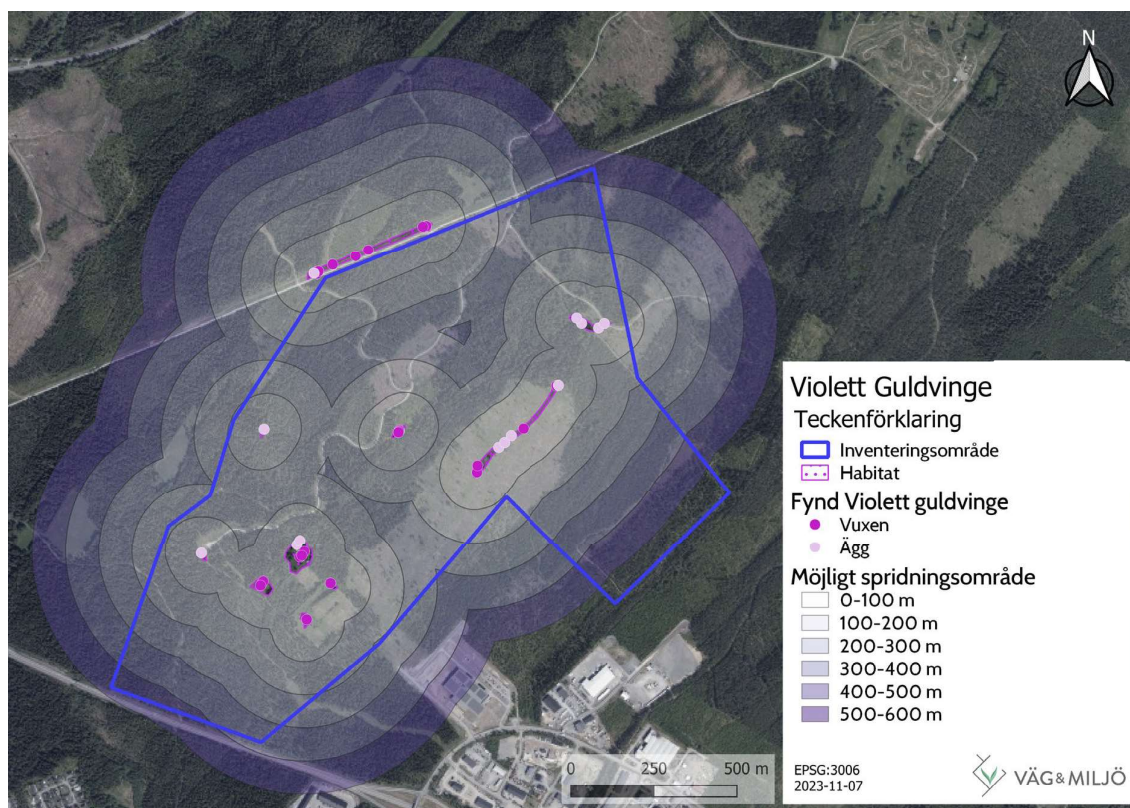 N
Violett Guldvinge
Teckenförklaring
Inventeringsområde
Habitat
Fynd Violett guldvinge
Vuxen
Ägg
Möjligt spridningsområde
0-100 m
100-200 m
200-300 m
300-400 m
400-500 m
500-600 m
0 250 500 m
EPSG:3006
2023-11-07
VÄG & MILJÖ